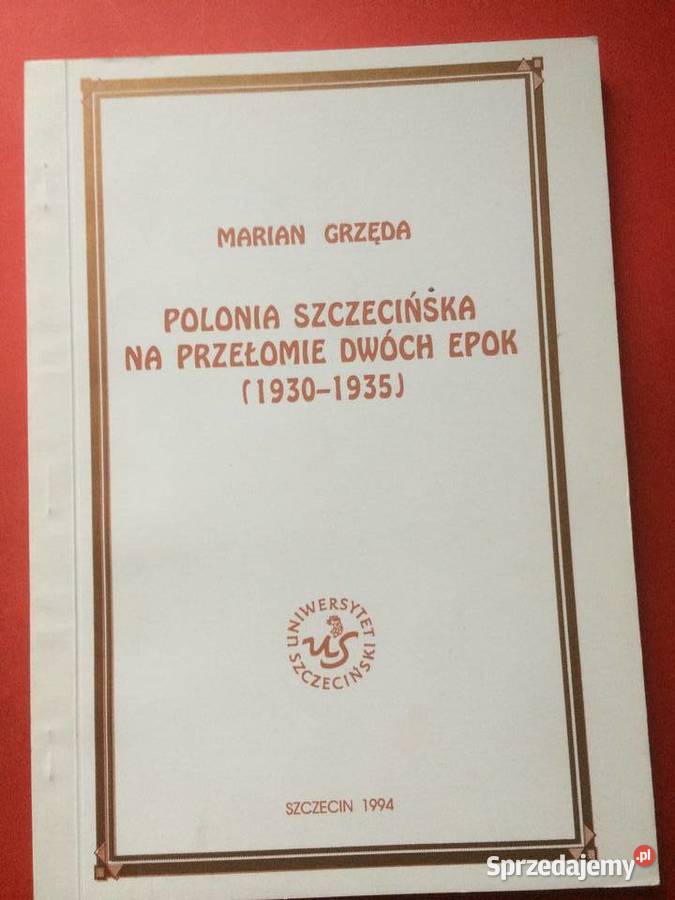 MARIAN GRZĘDA
POLONIA SZCZECIŃSKA
NA PRZEŁOMIE DWÓCH EPOK
(1930–1935)
UNIWERSYTET
SZCZECIŃSKI
US
SZCZECIN 1994
Sprzedajemy.pl